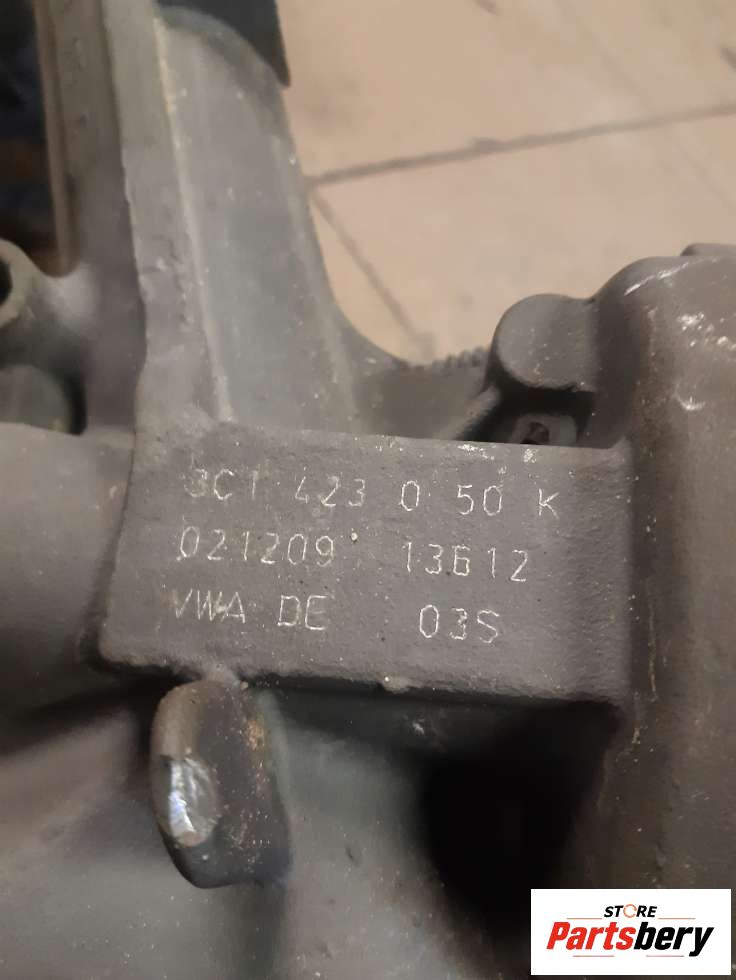 3C1 423 0 50 K
021209 13612
VWA DE 03S
STORE
Partsbery